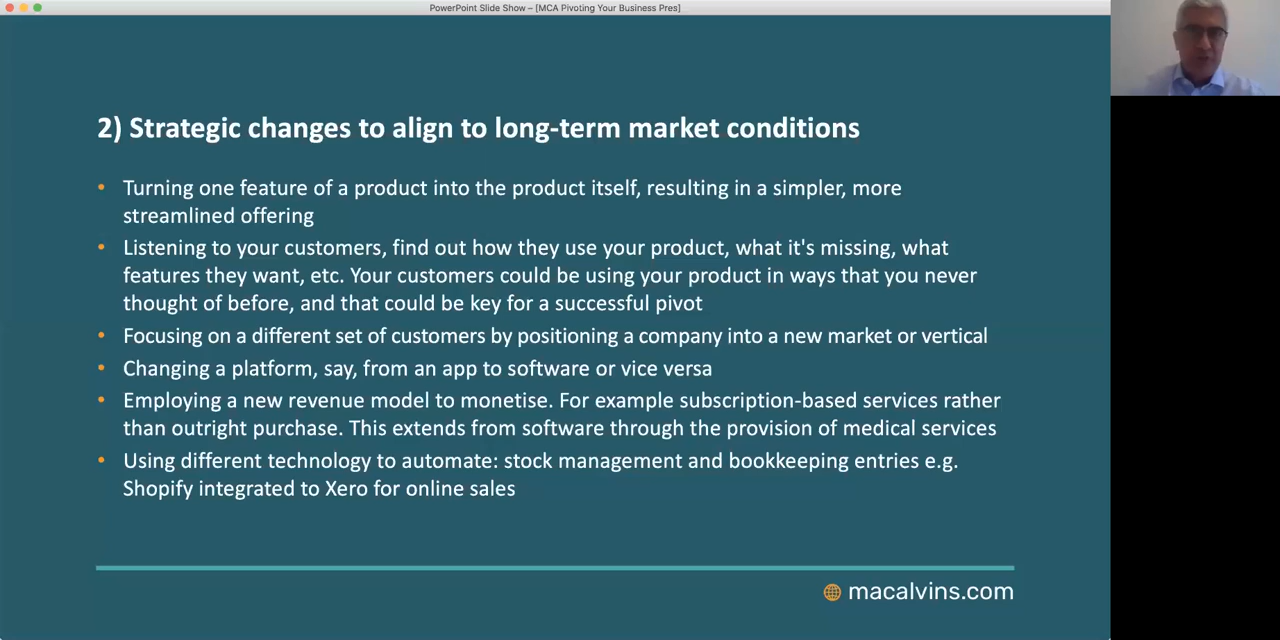 PowerPoint Slide Show – [MCA Pivoting Your Business Pres]
2) Strategic changes to align to long-term market conditions
• Turning one feature of a product into the product itself, resulting in a simpler, more
streamlined offering
• Listening to your customers, find out how they use your product, what it's missing, what
features they want, etc. Your customers could be using your product in ways that you never
thought of before, and that could be key for a successful pivot
• Focusing on a different set of customers by positioning a company into a new market or vertical
• Changing a platform, say, from an app to software or vice versa
• Employing a new revenue model to monetise. For example subscription-based services rather
than outright purchase. This extends from software through the provision of medical services
• Using different technology to automate: stock management and bookkeeping entries e.g.
Shopify integrated to Xero for online sales
macalvins.com